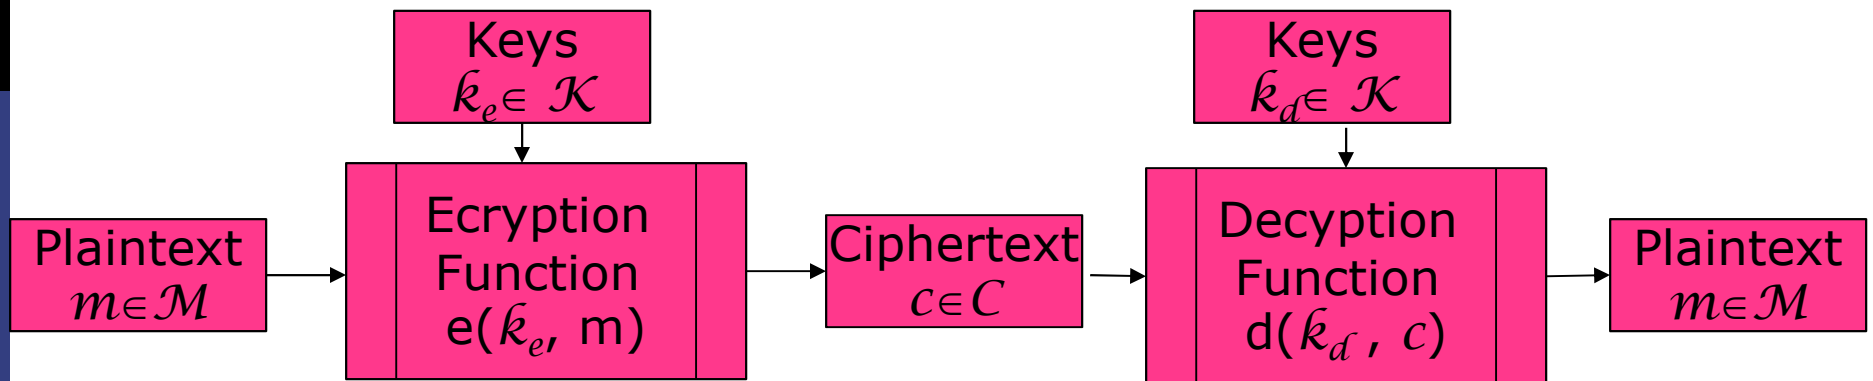 Keys
𝓀ₑ∈ 𝒦
Keys
𝓀_d∈ 𝒦
Plaintext
m∈ℳ
Ecryption
Function
e(𝓀ₑ, m)
Ciphertext
c∈C
Decyption
Function
d(𝓀_d , c)
Plaintext
m∈ℳ